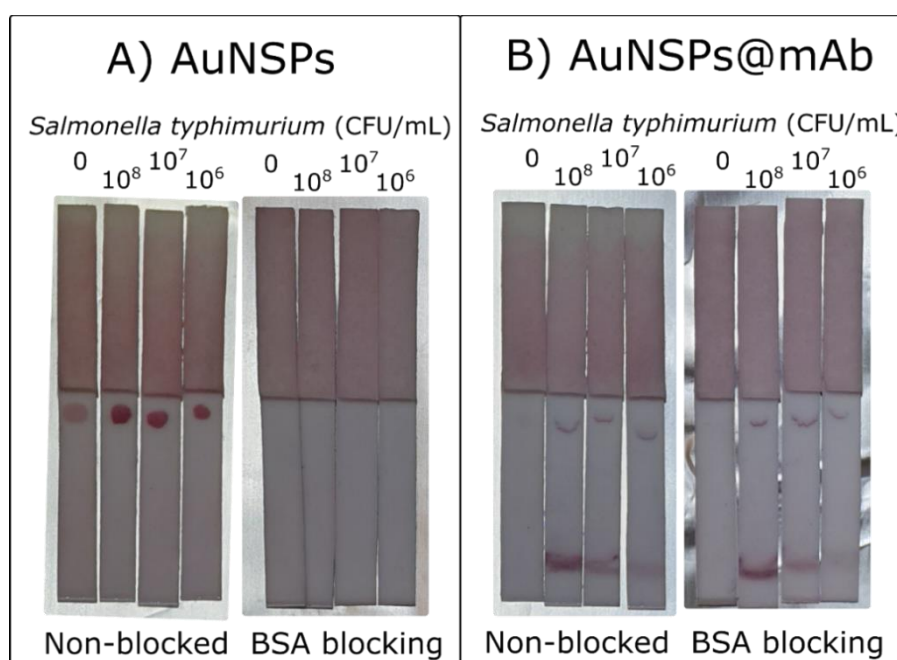 A) AuNSPs
Salmonella typhimurium (CFU/mL)
0 10⁸ 10⁷ 10⁶ 0 10⁸ 10⁷ 10⁶
Non-blocked BSA blocking
B) AuNSPs@mAb
Salmonella typhimurium (CFU/mL)
0 10⁸ 10⁷ 10⁶ 0 10⁸ 10⁷ 10⁶
Non-blocked BSA blocking